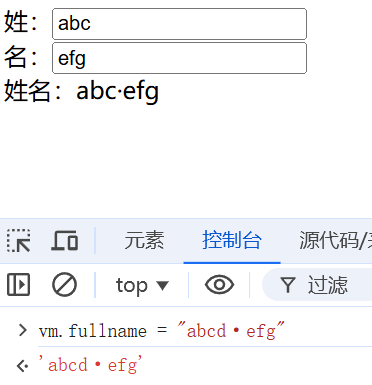 姓：abc
名：efg
姓名：abc·efg
元素 控制台 源代码/
top ▼ 过滤
> vm.fullname = "abcd·efg"
'abcd·efg'